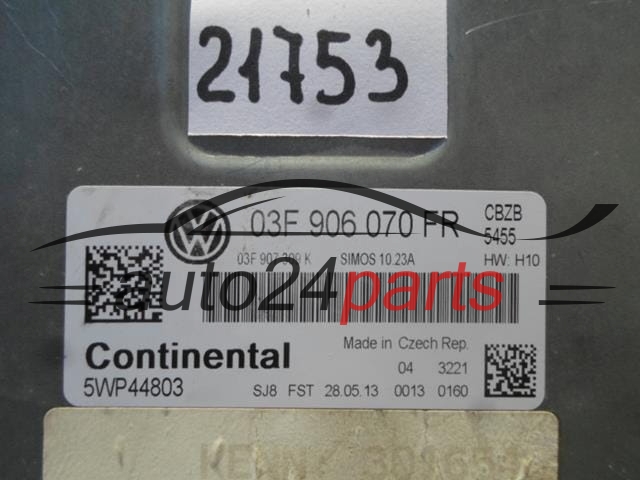 21753
03F 906 070 FR CBZB
5455
03F 907 309 K SIMOS 10.23A HW: H10
auto24parts
Continental Made in Czech Rep.
04 3221
5WP44803 SJ8 FST 28.05.13 0013 0160